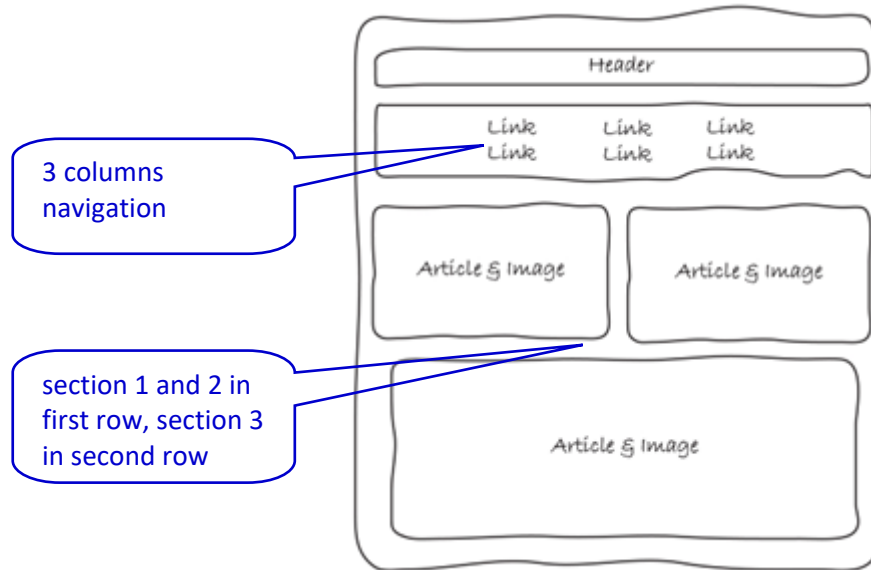 Header
Link Link Link
Link Link Link
3 columns
navigation
Article & Image Article & Image
section 1 and 2 in
first row, section 3
in second row
Article & Image